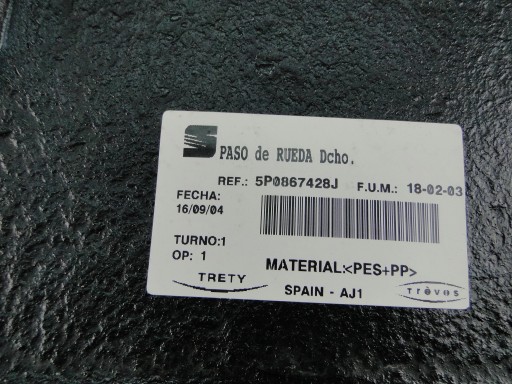 PASO de RUEDA Dcho.
REF.: 5P0867428J F.U.M.: 18-02-03
FECHA:
16/09/04
TURNO:1
OP: 1
MATERIAL:<PES+PP>
TRETY
SPAIN - AJ1
Trèves